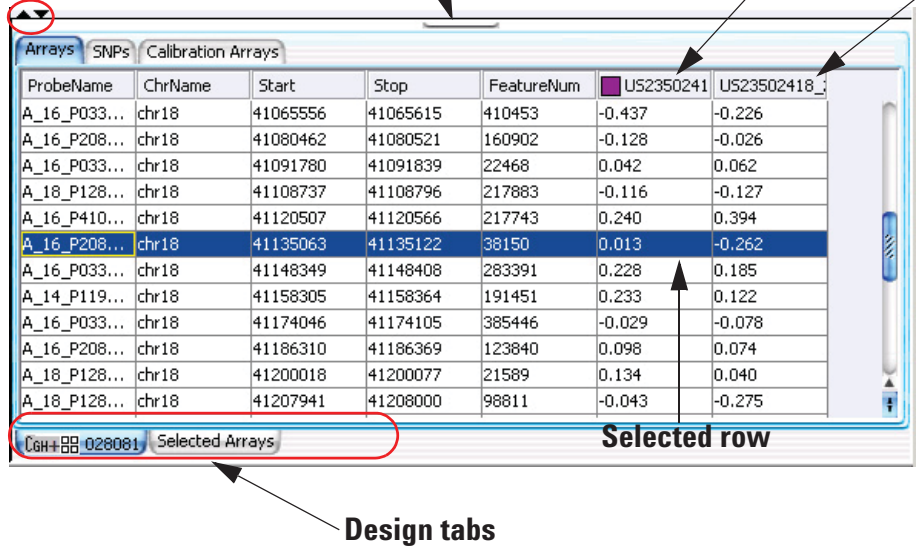 Arrays SNPs Calibration Arrays
ProbeName ChrName Start Stop FeatureNum US2350241 US23502418_
A_16_P033... chr18 41065556 41065615 410453 -0.437 -0.226
A_16_P208... chr18 41080462 41080521 160902 -0.128 -0.026
A_16_P033... chr18 41091780 41091839 22468 0.042 0.062
A_18_P128... chr18 41108737 41108796 217883 -0.116 -0.127
A_16_P410... chr18 41120507 41120566 217743 0.240 0.394
A_16_P208... chr18 41135063 41135122 38150 0.013 -0.262
A_16_P033... chr18 41148349 41148408 283391 0.228 0.185
A_14_P119... chr18 41158305 41158364 191451 0.233 0.122
A_16_P033... chr18 41174046 41174105 385446 -0.029 -0.078
A_16_P208... chr18 41186310 41186369 123840 0.098 0.074
A_18_P128... chr18 41200018 41200077 21589 0.134 0.040
A_18_P128... chr18 41207941 41208000 98811 -0.043 -0.275
CGH+ 028081 Selected Arrays
Selected row
Design tabs